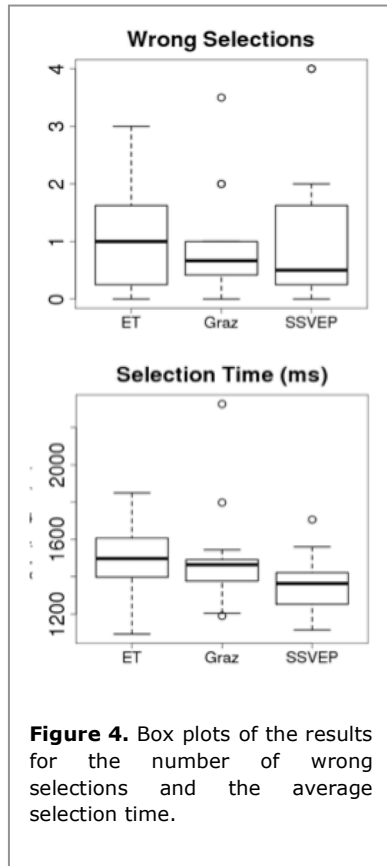 Wrong Selections
4
3
2
1
0
ET Graz SSVEP
Selection Time (ms)
2000
1600
1200
ET Graz SSVEP
Figure 4. Box plots of the results
for the number of wrong
selections and the average
selection time.